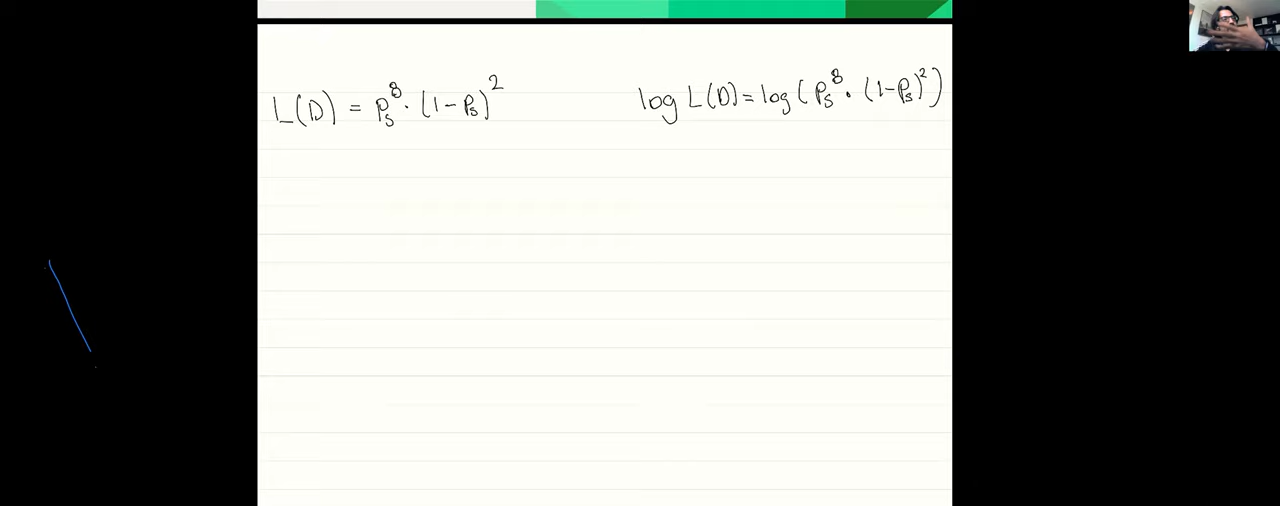 L(D) = p_s^8 · (1-p_s)^2
log L(D) = log(p_s^8 · (1-p_s)^2)